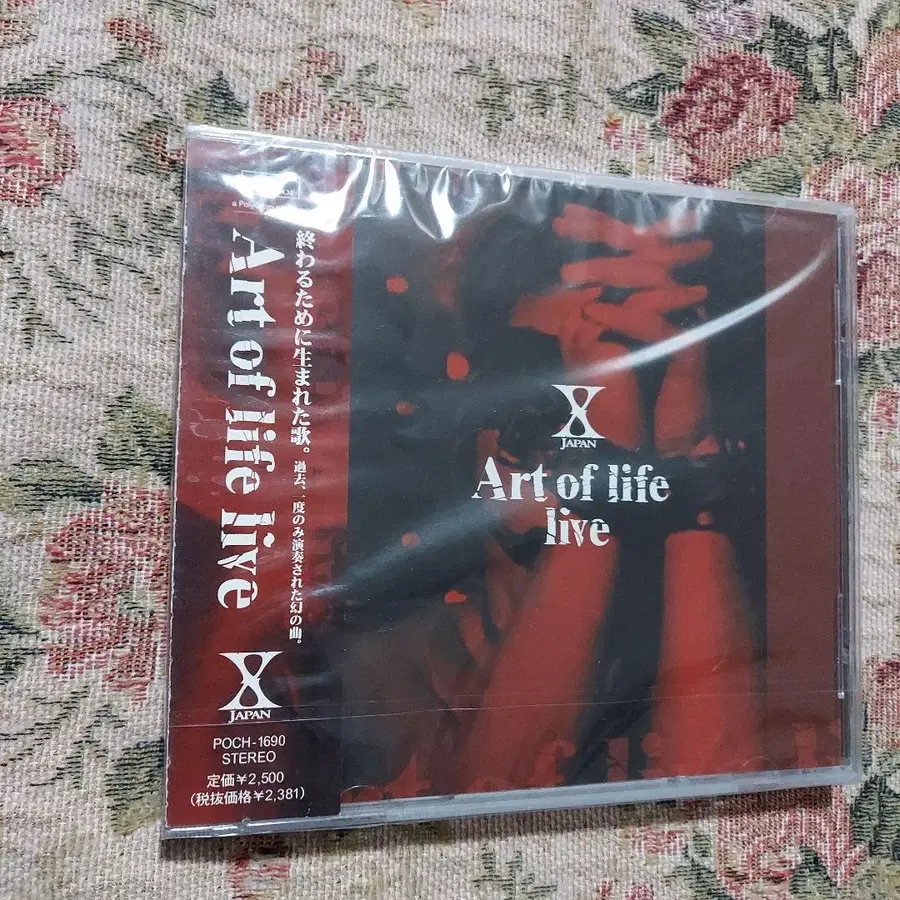 a Poly
Art of life live
終わるために生まれた歌。
過去、一度のみ演奏された幻の曲。
X
JAPAN
POCH-1690
STEREO
定価¥2,500
(税抜価格¥2,381)
X
JAPAN
Art of life
live